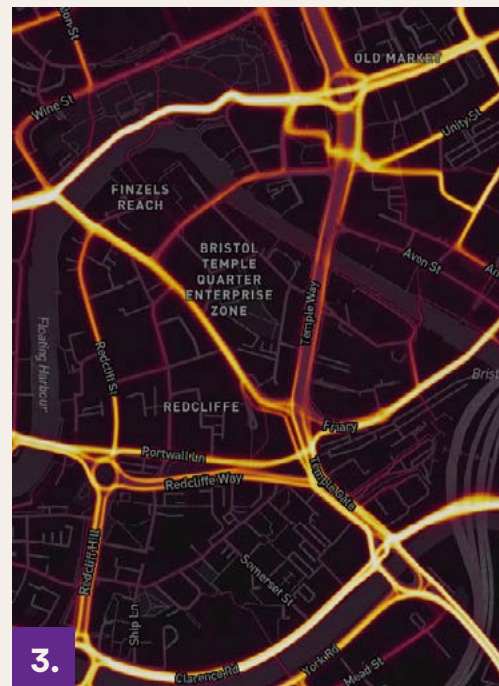 OLD MARKET
Wine St
Unity St
FINZELS
REACH
BRISTOL
TEMPLE
QUARTER
ENTERPRISE
ZONE
Avon St
Temple Way
Floating Harbour
Redcliff St
REDCLIFFE
Friary
Portwall Ln
Redcliffe Way
Temple Gate
Redcliff Hill
Somerset St
Ship Ln
York Rd
Clarence Rd
Mead St
3.